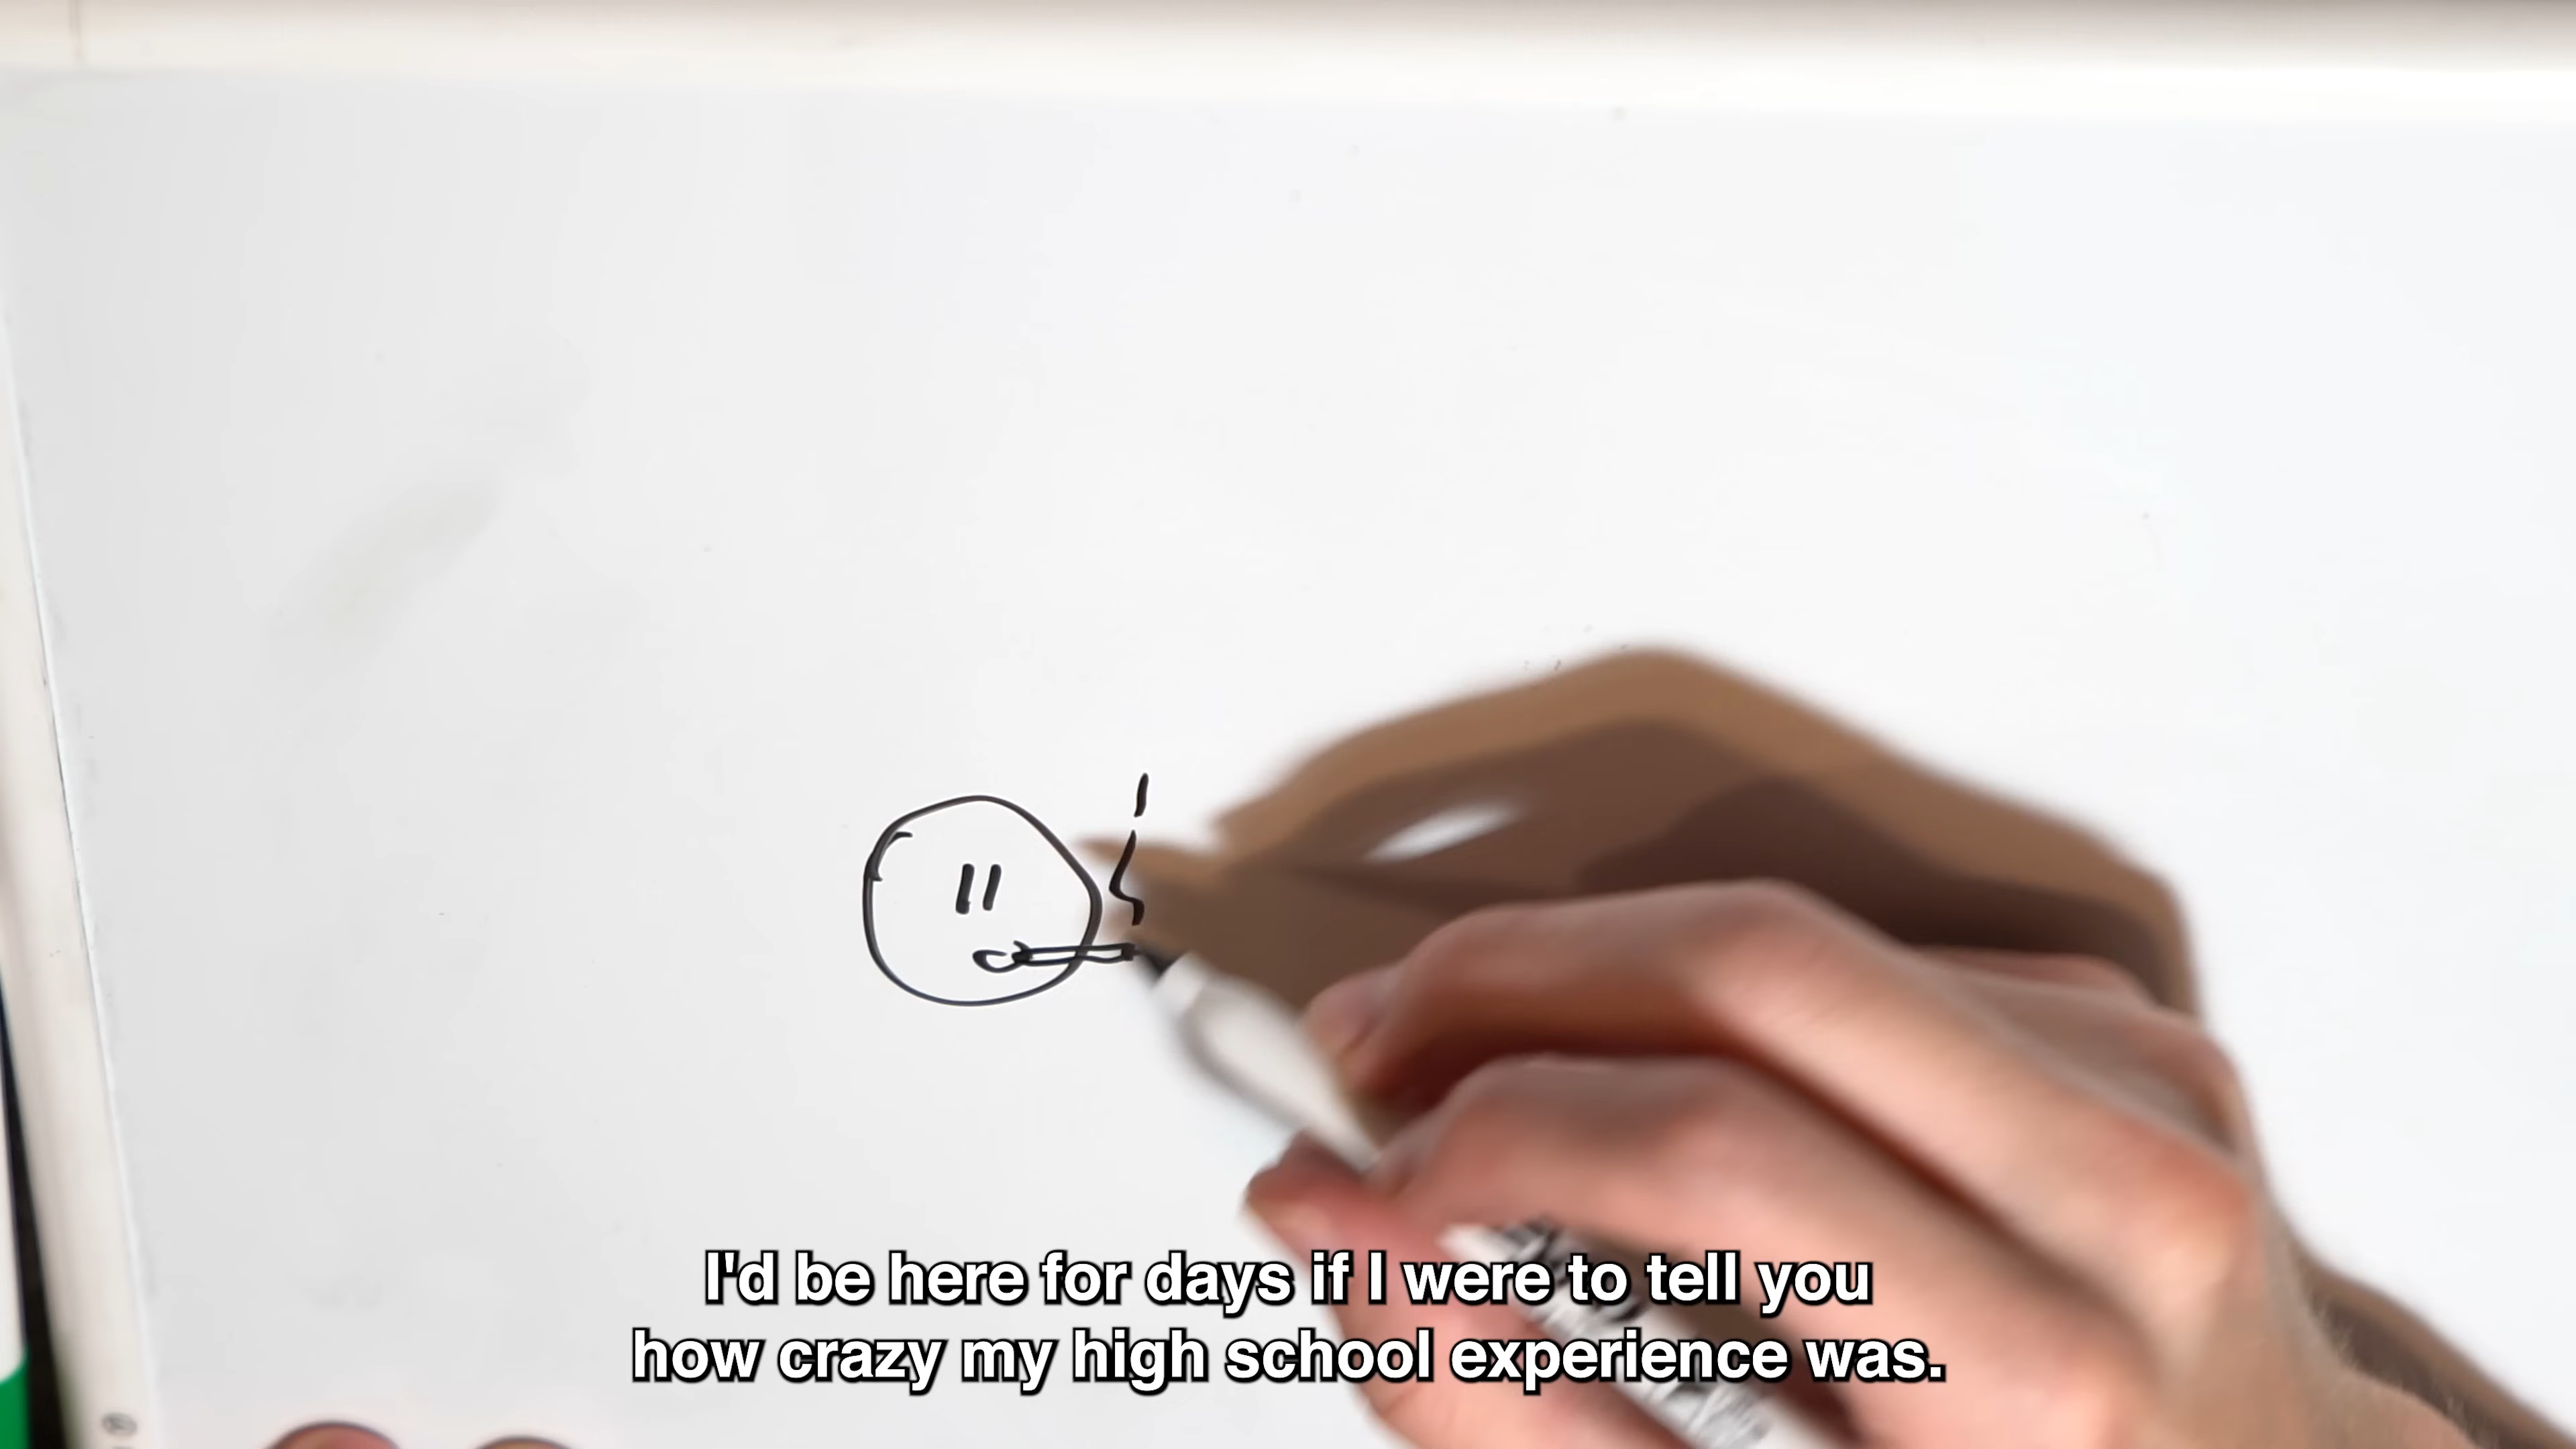 I'd be here for days if I were to tell you
how crazy my high school experience was.